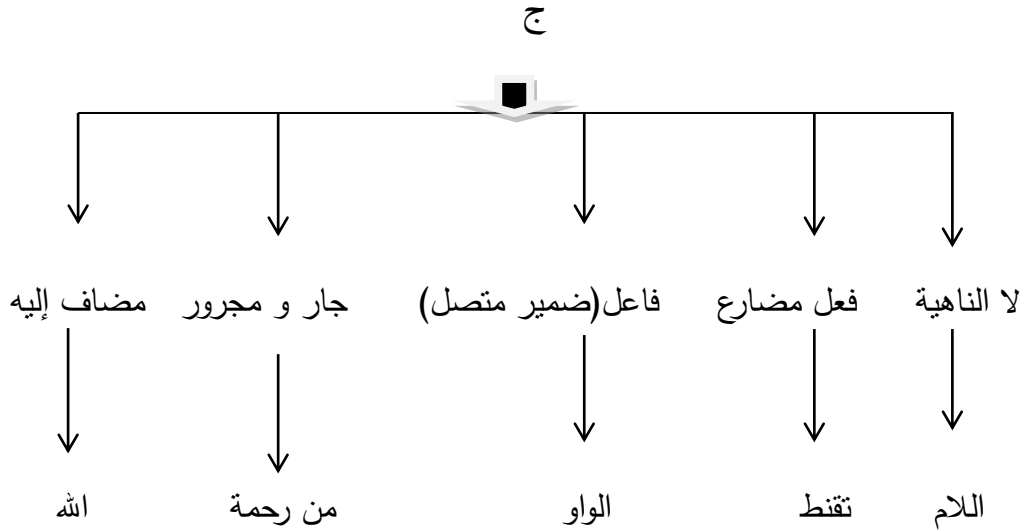 ج
لا الناهية فعل مضارع فاعل(ضمير متصل) جار و مجرور مضاف إليه
اللام تقنط الواو من رحمة الله